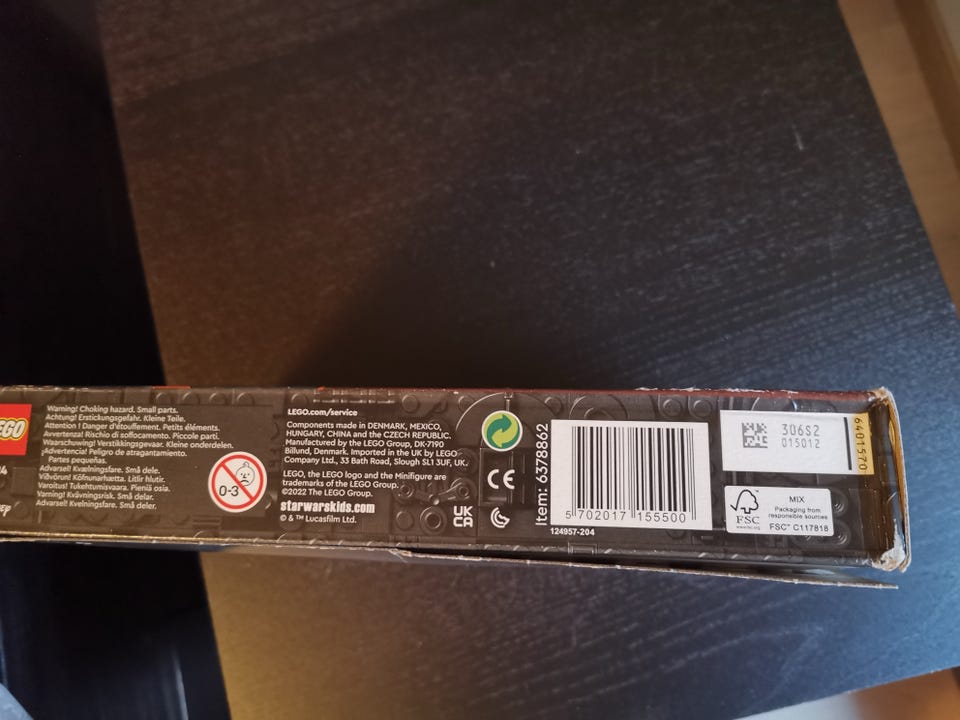 LEGO
Warning! Choking hazard. Small parts.
Achtung! Erstickungsgefahr. Kleine Teile.
Attention ! Danger d'étouffement. Petits éléments.
Avvertenza! Rischio di soffocamento. Piccole parti.
Waarschuwing! Verstikkingsgevaar. Kleine onderdelen.
¡Advertencia! Peligro de atragantamiento.
Partes pequeñas.
Advarsel! Kvælningsfare. Små dele.
Viðvörun! Köfnunarhætta. Litlir hlutir.
Varoitus! Tukehtumisvaara. Pieniä osia.
Varning! Kvävningsrisk. Små delar.
Advarsel! Kvelningsfare. Små deler.
0-3
LEGO.com/service
Components made in DENMARK, MEXICO,
HUNGARY, CHINA and the CZECH REPUBLIC.
Manufactured by the LEGO Group, DK-7190
Billund, Denmark. Imported in the UK by LEGO
Company Ltd., 33 Bath Road, Slough SL1 3UF, UK.
LEGO, the LEGO logo and the Minifigure are
trademarks of the LEGO Group.
©2022 The LEGO Group.
starwarskids.com
© & ™ Lucasfilm Ltd.
UK
CA
CE
Item: 6378862
5 702017 155500
124957-204
306S2
015012
6401570
FSC
www.fsc.org
MIX
Packaging from
responsible sources
FSC® C117818